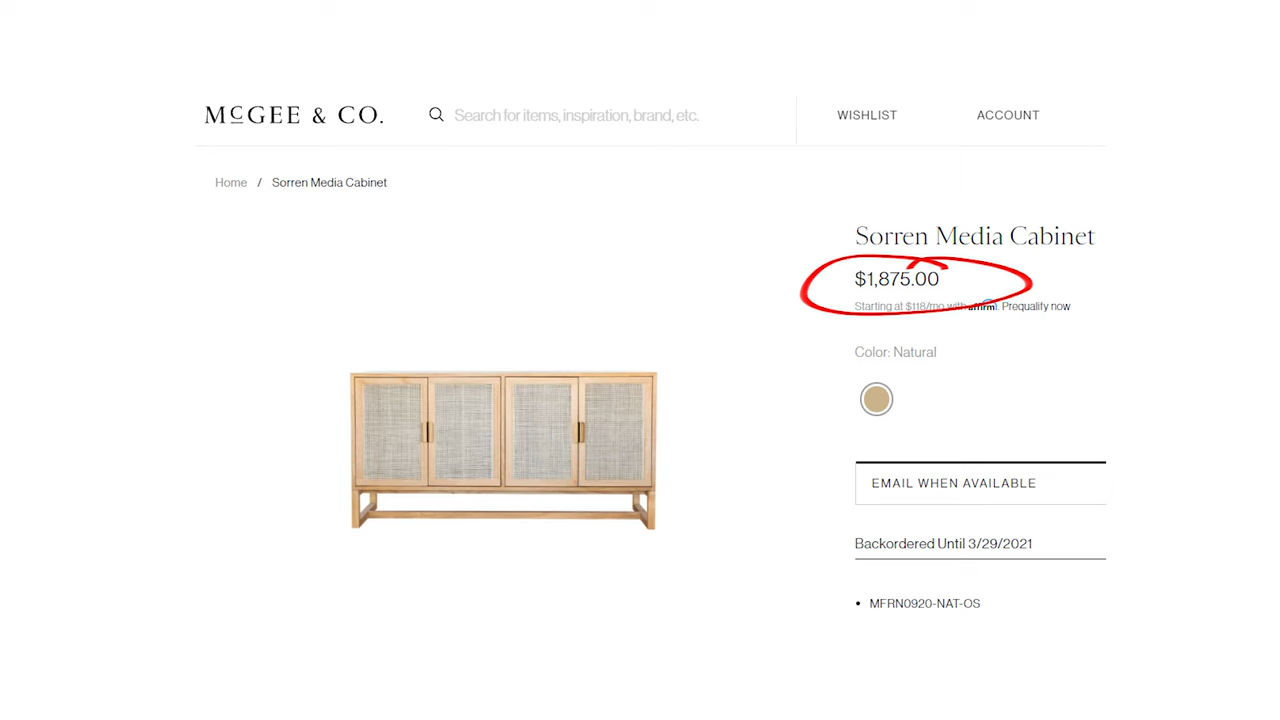 McGEE & CO.
Search for items, inspiration, brand, etc.
WISHLIST
ACCOUNT
Home / Sorren Media Cabinet
Sorren Media Cabinet
$1,875.00
Starting at $118/mo with affirm. Prequalify now
Color: Natural
EMAIL WHEN AVAILABLE
Backordered Until 3/29/2021
• MFRN0920-NAT-OS